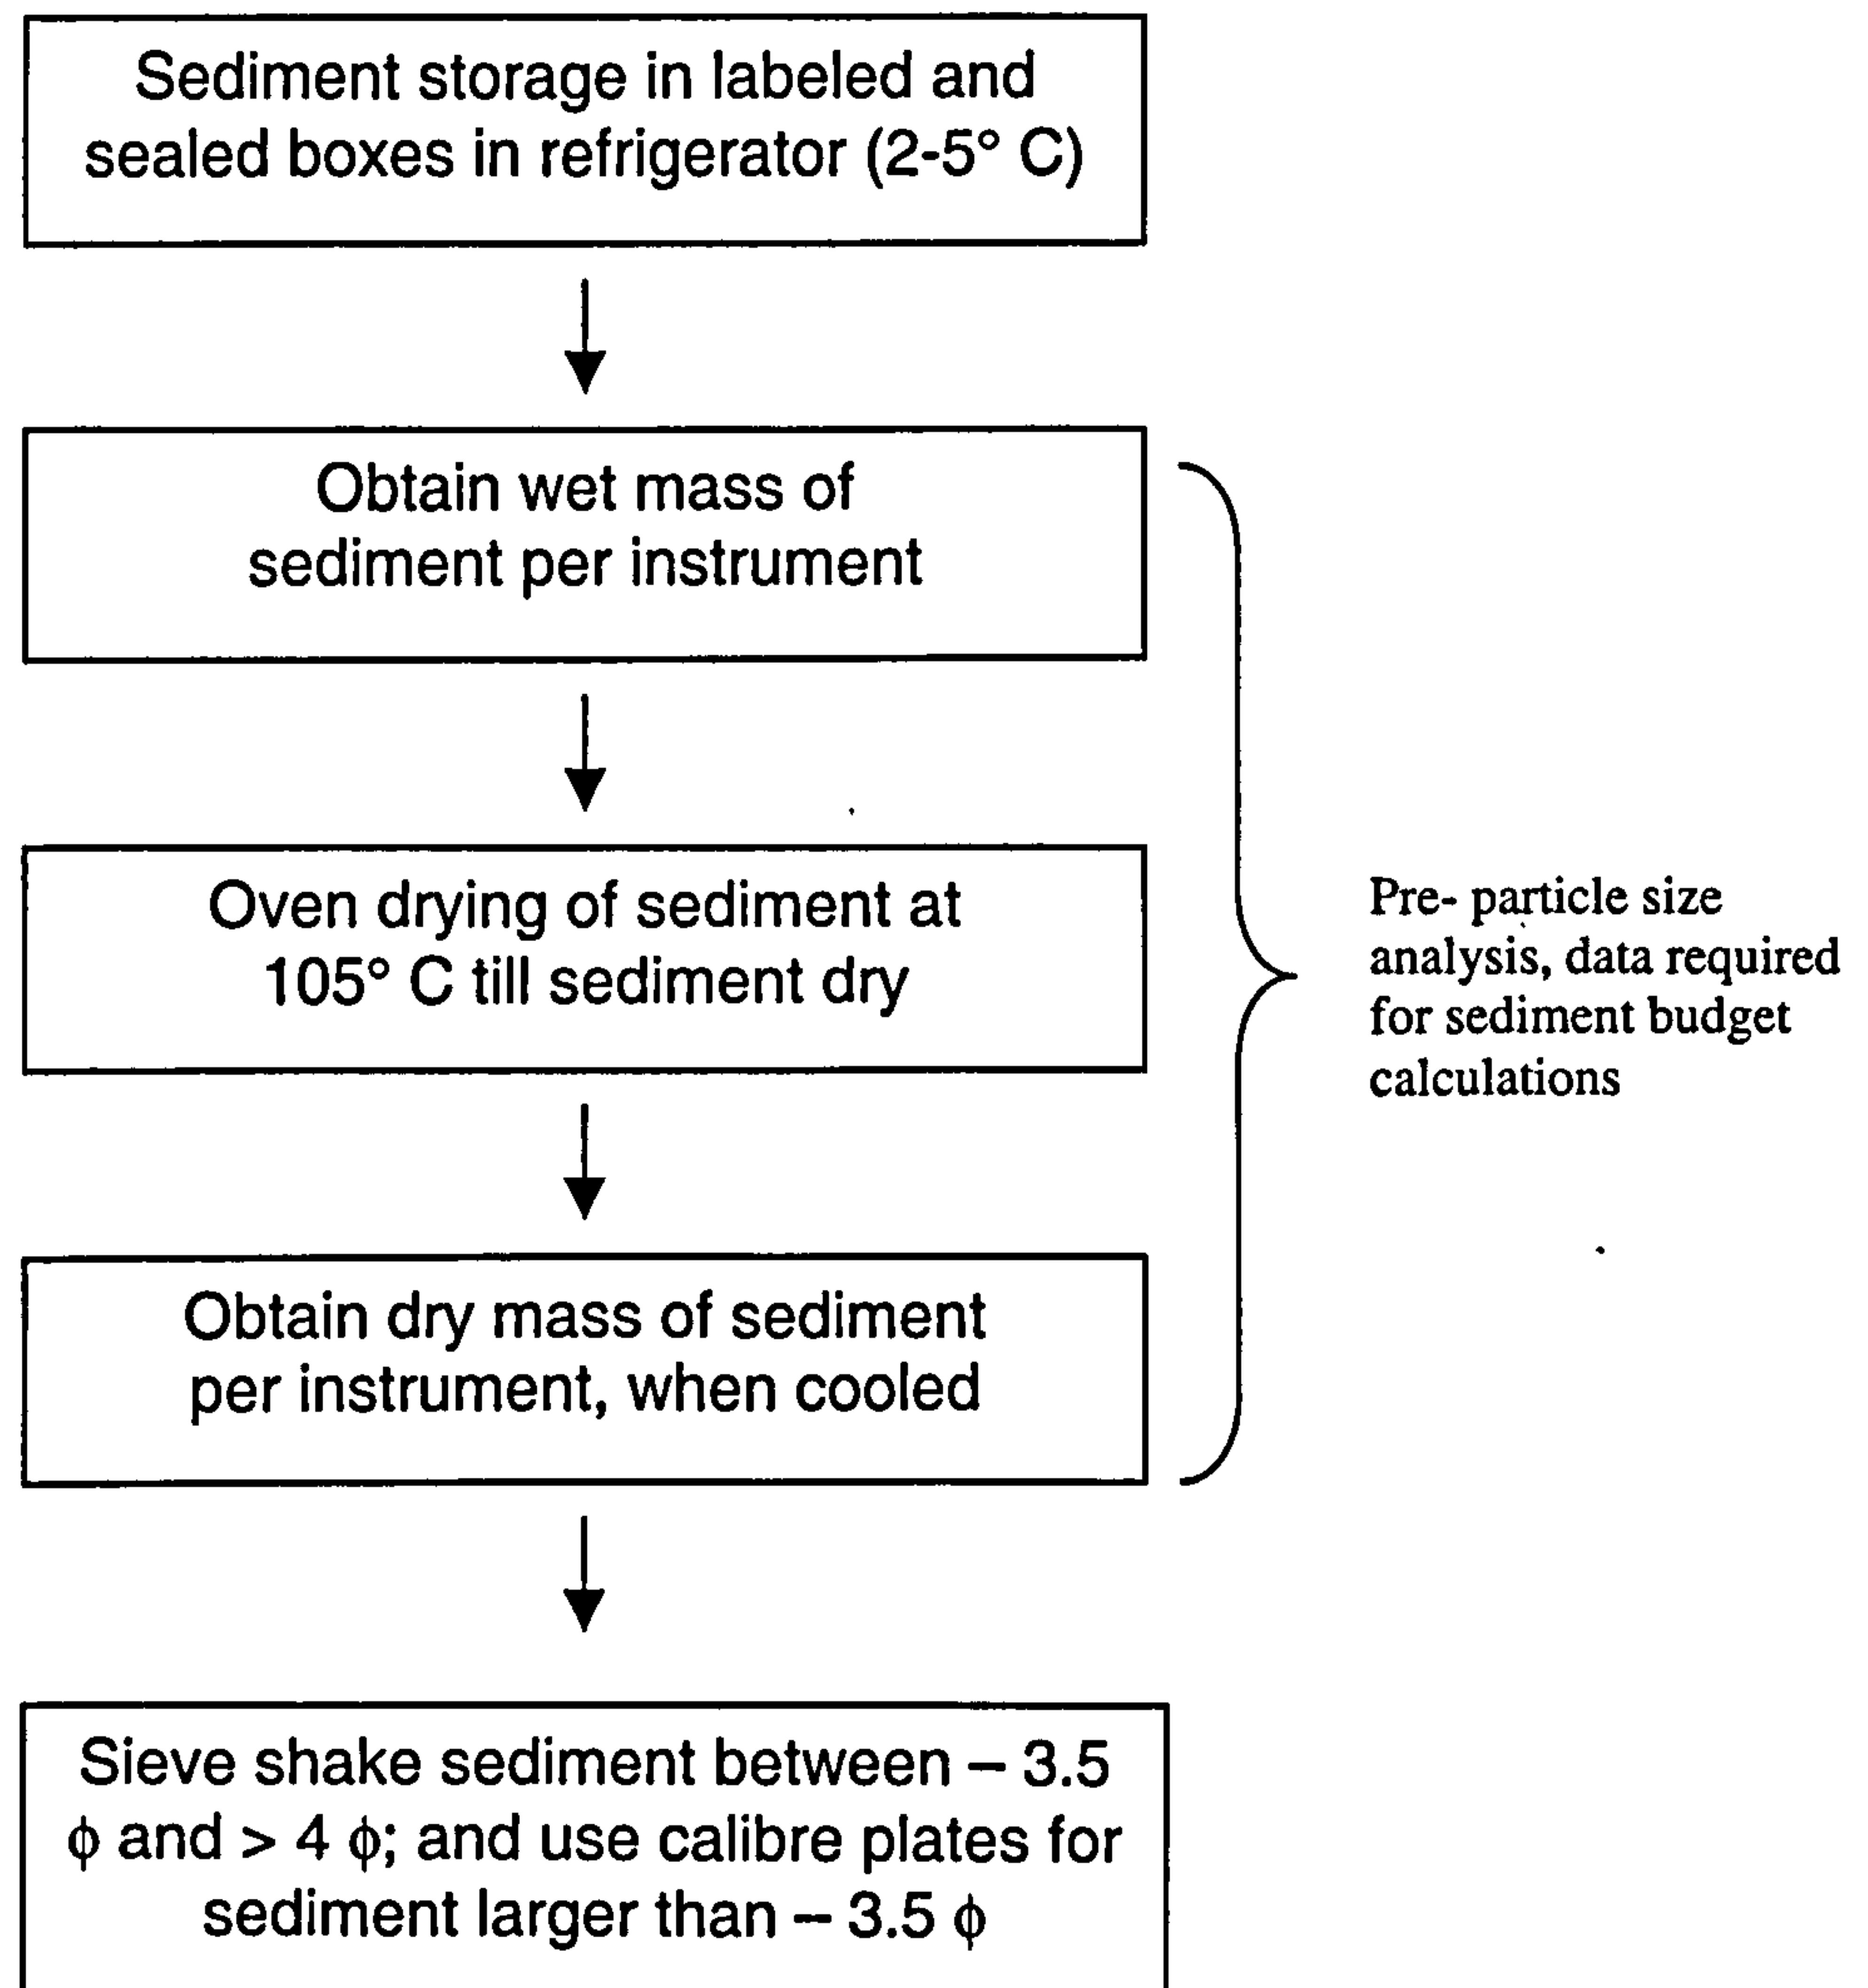 Sediment storage in labeled and
sealed boxes in refrigerator (2-5° C)
Obtain wet mass of
sediment per instrument
Oven drying of sediment at
105° C till sediment dry
Obtain dry mass of sediment
per instrument, when cooled
Pre- particle size
analysis, data required
for sediment budget
calculations
Sieve shake sediment between – 3.5
ϕ and > 4 ϕ; and use calibre plates for
sediment larger than – 3.5 ϕ